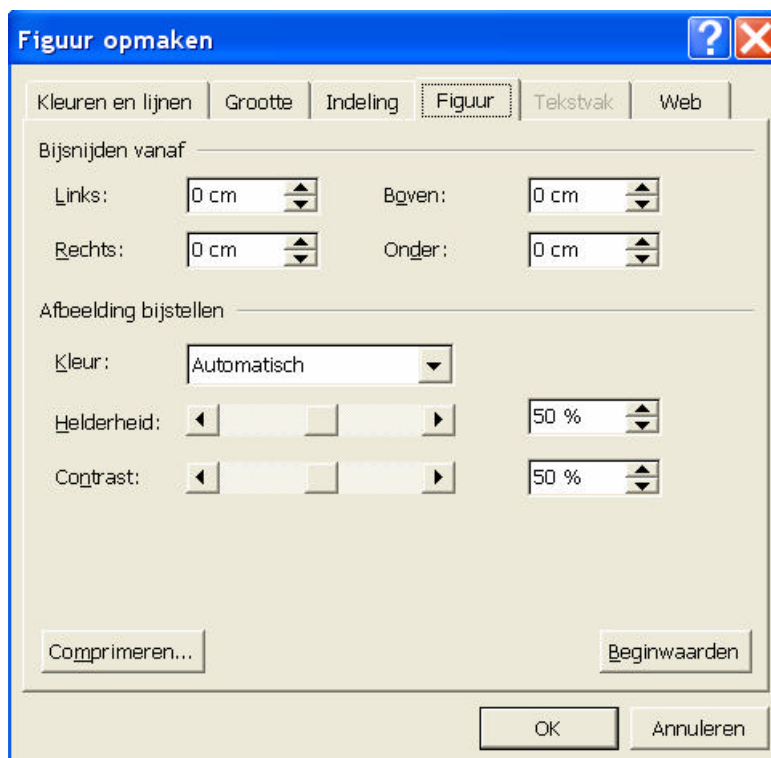 Figuur opmaken
Kleuren en lijnen Grootte Indeling Figuur Tekstvak Web
Bijsnijden vanaf
Links: 0 cm Boven: 0 cm
Rechts: 0 cm Onder: 0 cm
Afbeelding bijstellen
Kleur: Automatisch
Helderheid: 50 %
Contrast: 50 %
Comprimeren... Beginwaarden
OK Annuleren